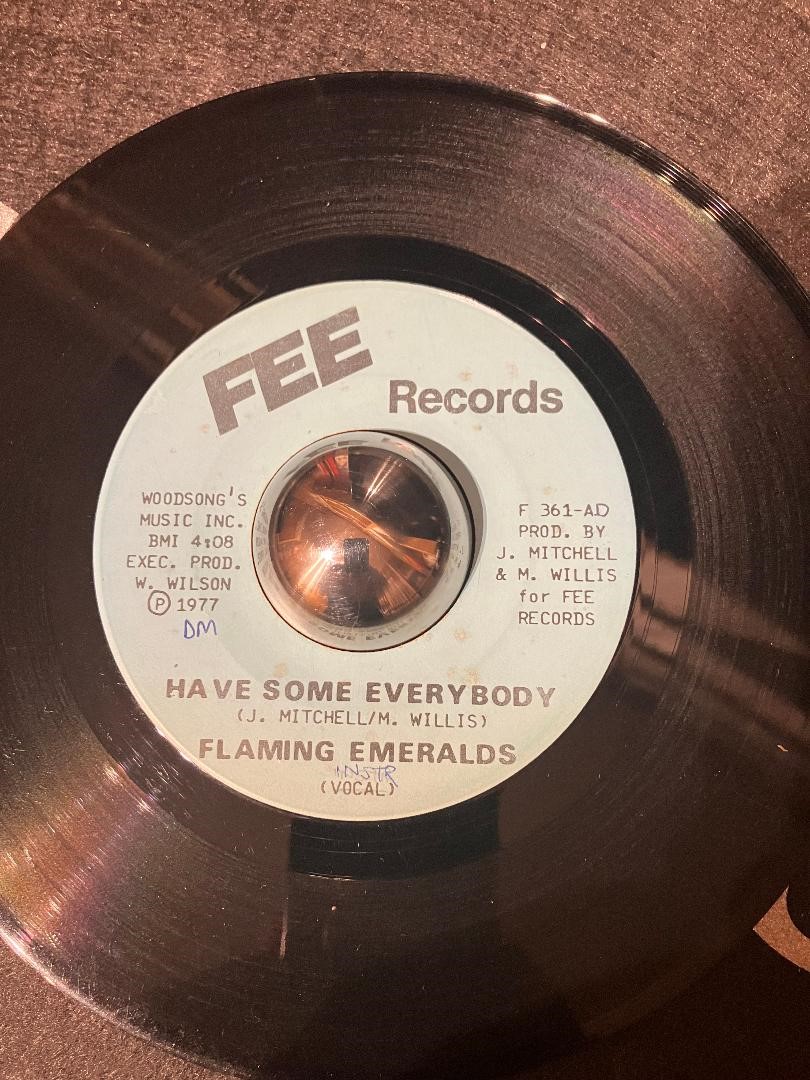 FEE
Records
WOODSONG'S
MUSIC INC.
BMI 4:08
EXEC. PROD.
W. WILSON
Ⓟ 1977
DM
F 361-AD
PROD. BY
J. MITCHELL
& M. WILLIS
for FEE
RECORDS
HAVE SOME EVERYBODY
(J. MITCHELL/M. WILLIS)
FLAMING EMERALDS
INSTR
(VOCAL)